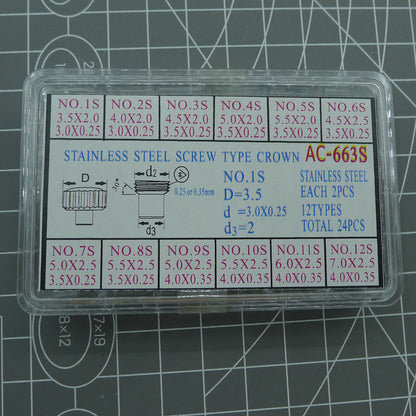 NO.1S NO.2S NO.3S NO.4S NO.5S NO.6S
3.5X2.0 4.0X2.0 4.5X2.0 5.0X2.0 5.5X2.5 4.5X2.5
3.0X0.25 3.0X0.25 3.5X0.25 3.5X0.25 3.5X0.25 3.5X0.25
STAINLESS STEEL SCREW TYPE CROWN AC-663S
D d2 NO.1S STAINLESS STEEL
0.25 or 0.35mm D=3.5 EACH 2PCS
d =3.0X0.25 12TYPES
d3 d3=2 TOTAL 24PCS
NO.7S NO.8S NO.9S NO.10S NO.11S NO.12S
5.0X2.5 5.5X2.5 5.0X2.5 5.5X2.5 6.0X2.5 7.0X2.5
3.5X0.25 3.5X0.25 4.0X0.35 4.0X0.35 4.0X0.35 4.0X0.35
18×12
17×19